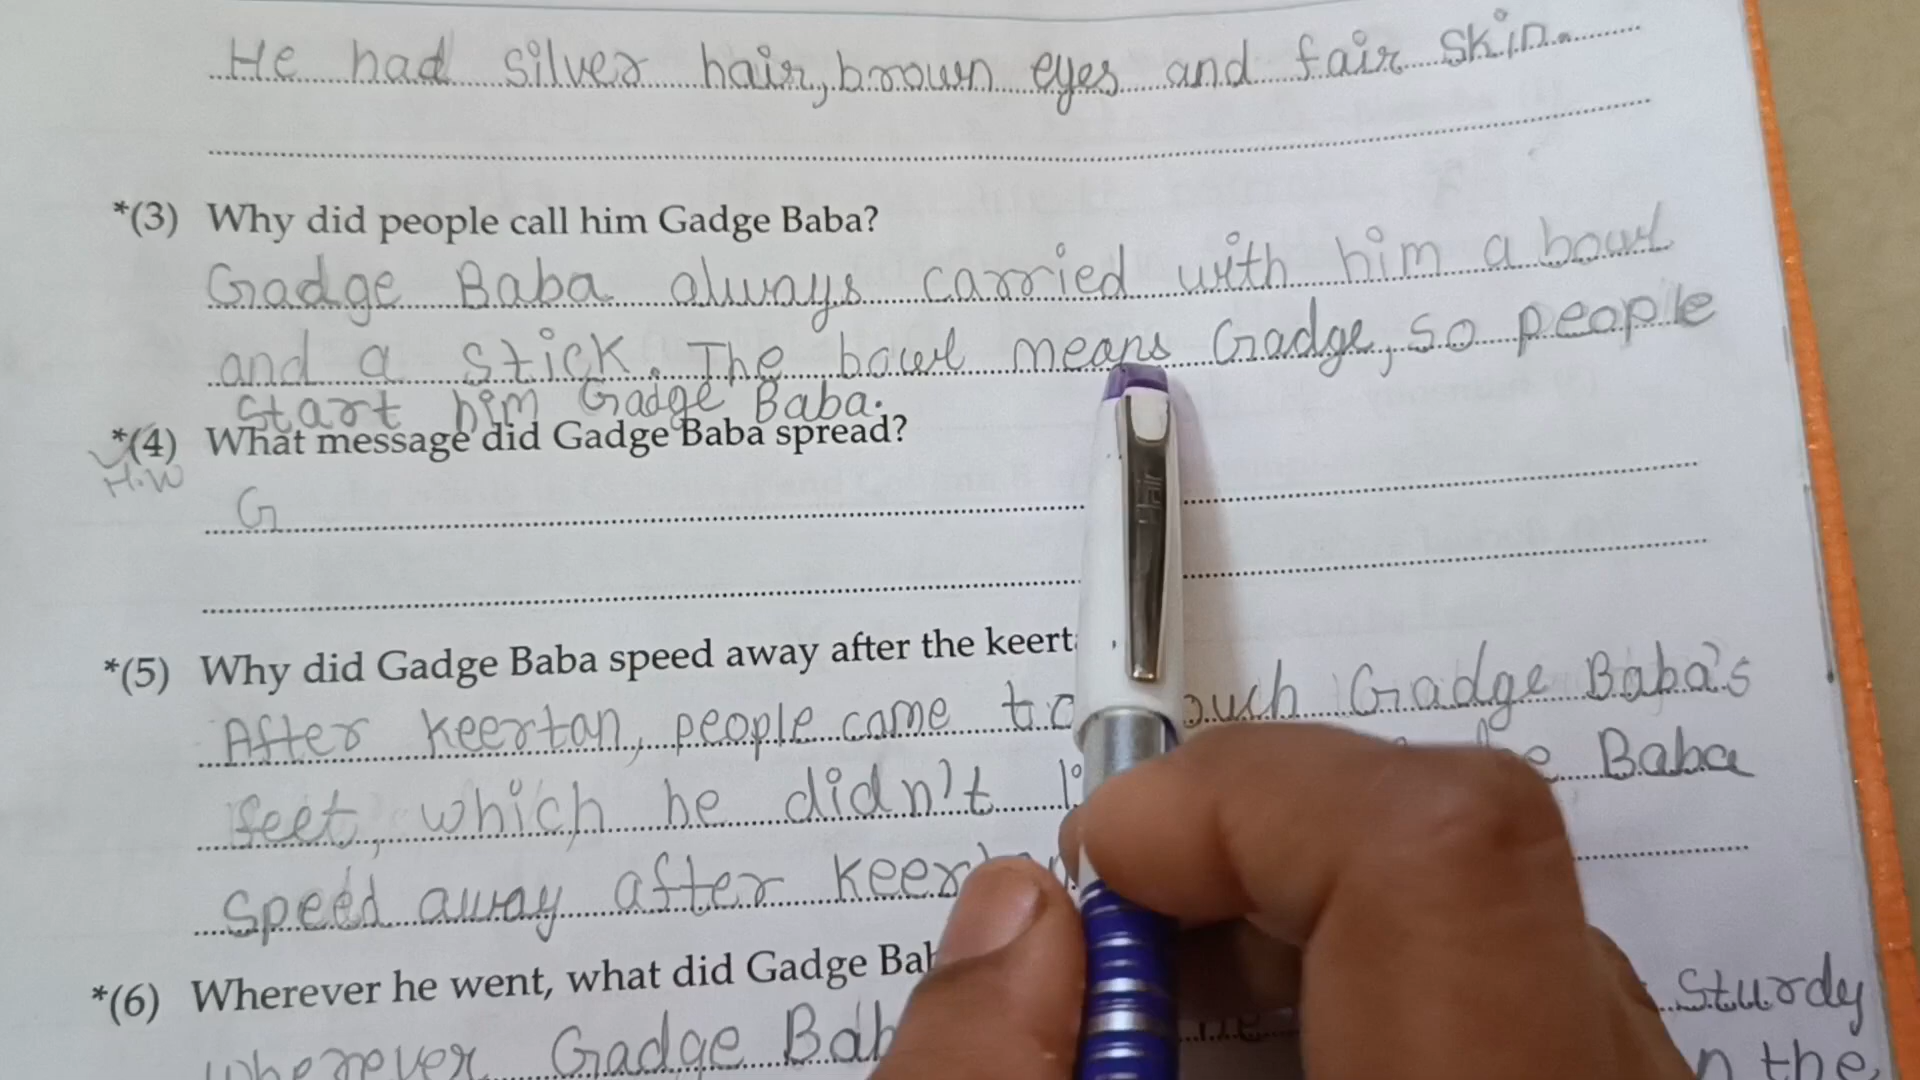 He had silver hair, brown eyes and fair skin.
*(3) Why did people call him Gadge Baba?
Gadge Baba always carried with him a bowl
and a stick. The bowl means Gadge, so people
start him Gadge Baba.
*(4) What message did Gadge Baba spread?
H.W
G
*(5) Why did Gadge Baba speed away after the keert
After keertan, people came to ouch Gadge Baba's
feet, which he didn't Baba
speed away after keer
*(6) Wherever he went, what did Gadge Bab
Sturdy
Whenever Gadge Bab
the